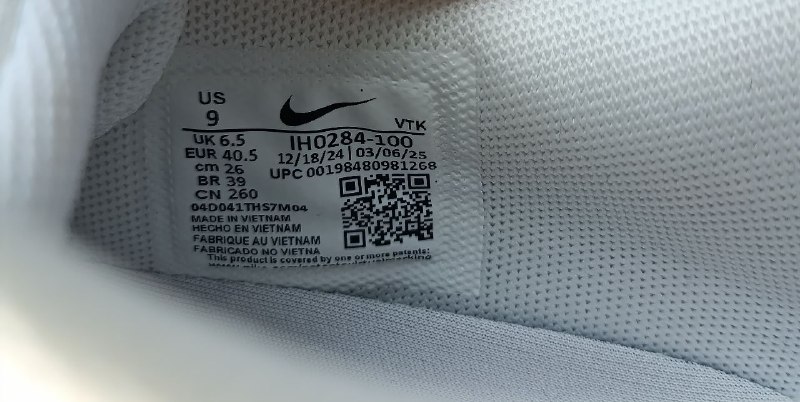 US
9
VTK
UK 6.5
IH0284-100
EUR 40.5
12/18/24 | 03/06/25
cm 26
UPC 00198480981268
BR 39
CN 260
04D041THS7M04
MADE IN VIETNAM
HECHO EN VIETNAM
FABRIQUE AU VIETNAM
FABRICADO NO VIETNA
This product is covered by one or more patents: